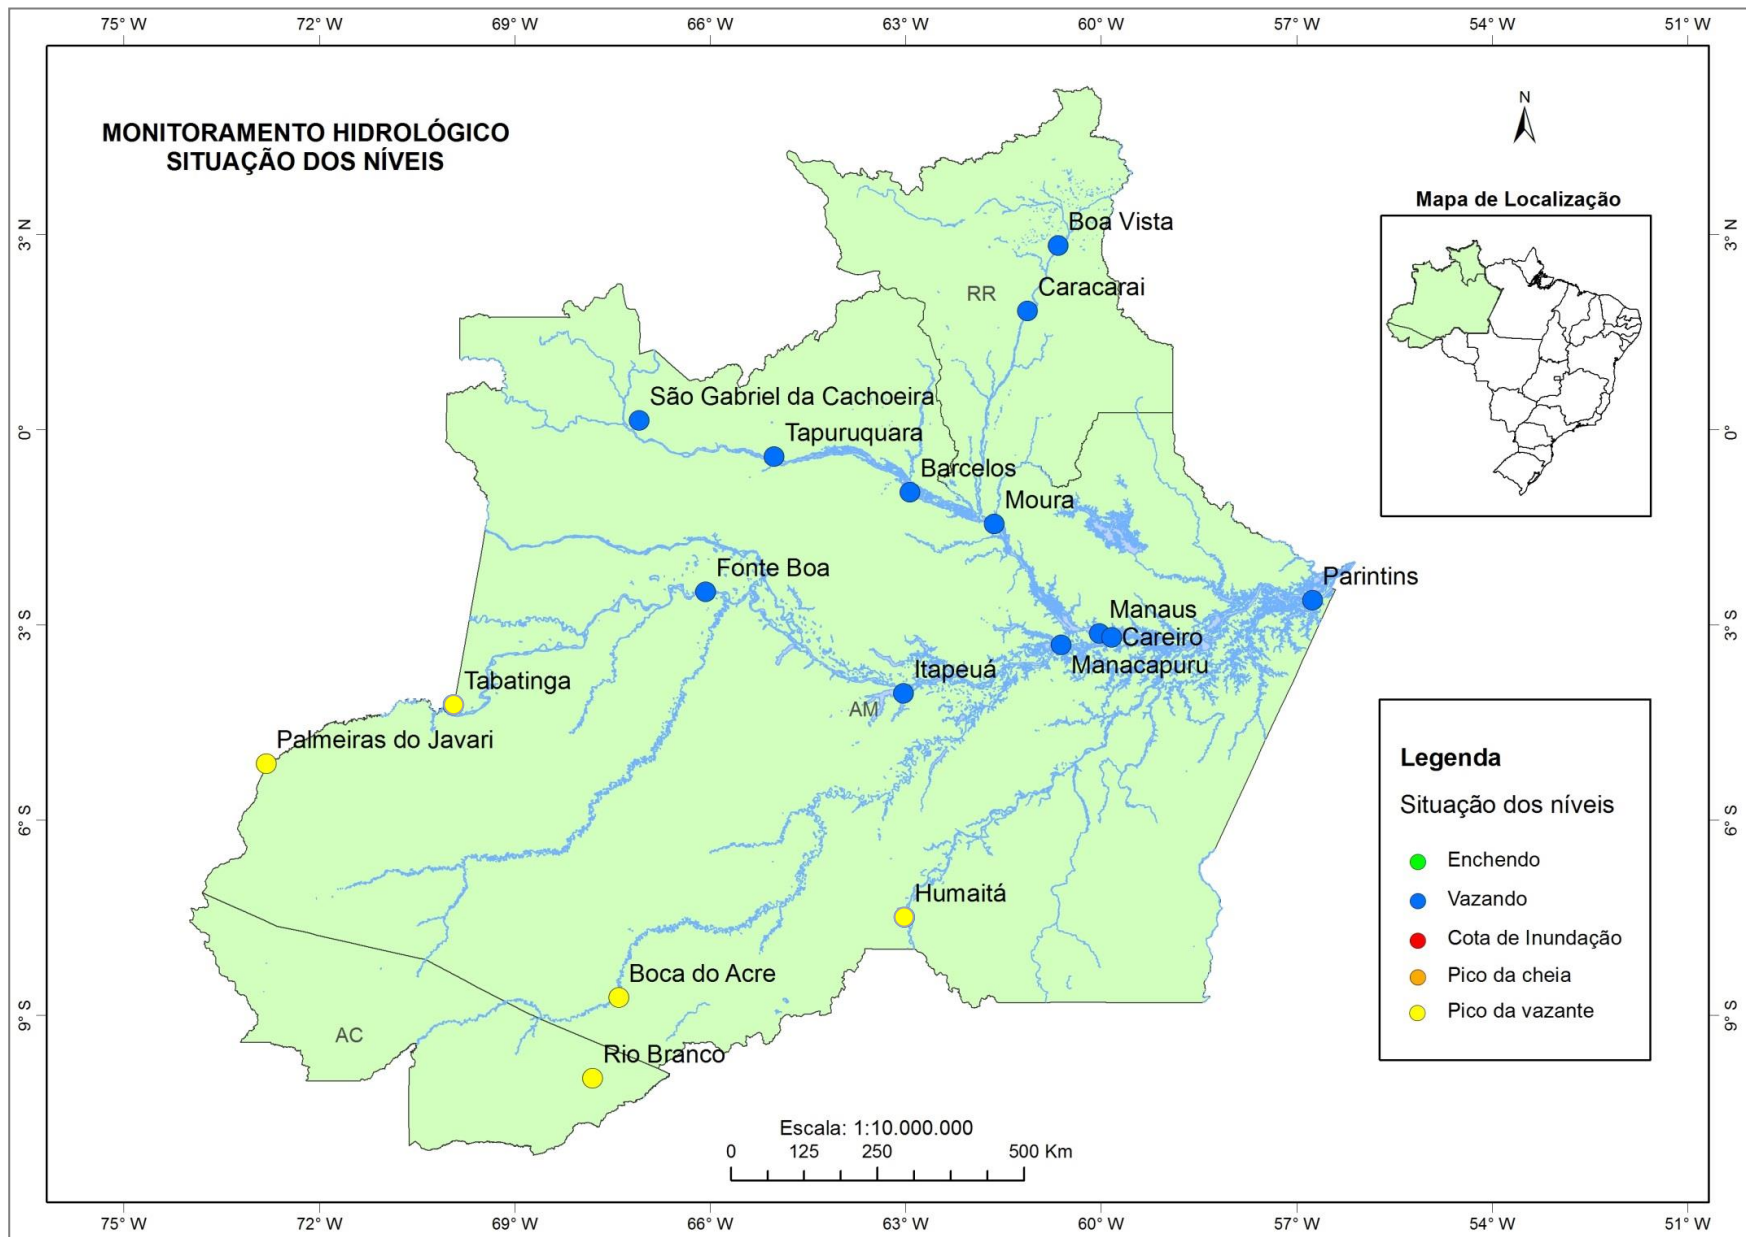 75° W 72° W 69° W 66° W 63° W 60° W 57° W 54° W 51° W
MONITORAMENTO HIDROLÓGICO
SITUAÇÃO DOS NÍVEIS
N
Mapa de Localização
3° N
3° N
Boa Vista
Caracarai
RR
São Gabriel da Cachoeira
Tapuruquara
0°
0°
Barcelos
Moura
Fonte Boa
Parintins
Manaus
3° S
3° S
Careiro
Manacapuru
Itapeuá
Tabatinga
AM
Palmeiras do Javari
Legenda
Situação dos níveis
Enchendo
Vazando
Cota de Inundação
Pico da cheia
Pico da vazante
6° S
6° S
Humaitá
Boca do Acre
9° S
9° S
AC
Rio Branco
Escala: 1:10.000.000
0 125 250 500 Km
75° W 72° W 69° W 66° W 63° W 60° W 57° W 54° W 51° W